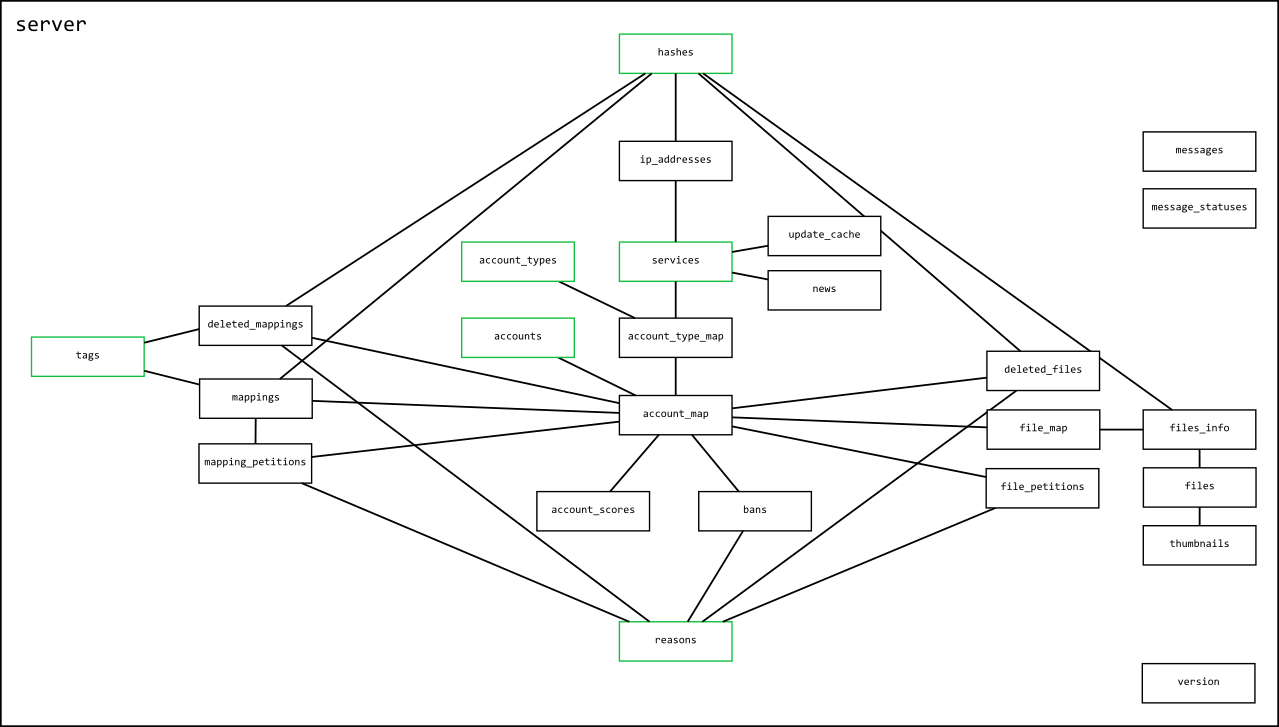 server
hashes
messages
ip_addresses
message_statuses
update_cache
account_types
services
news
deleted_mappings
accounts
account_type_map
tags
deleted_files
mappings
account_map
file_map
files_info
mapping_petitions
file_petitions
files
account_scores
bans
thumbnails
reasons
version